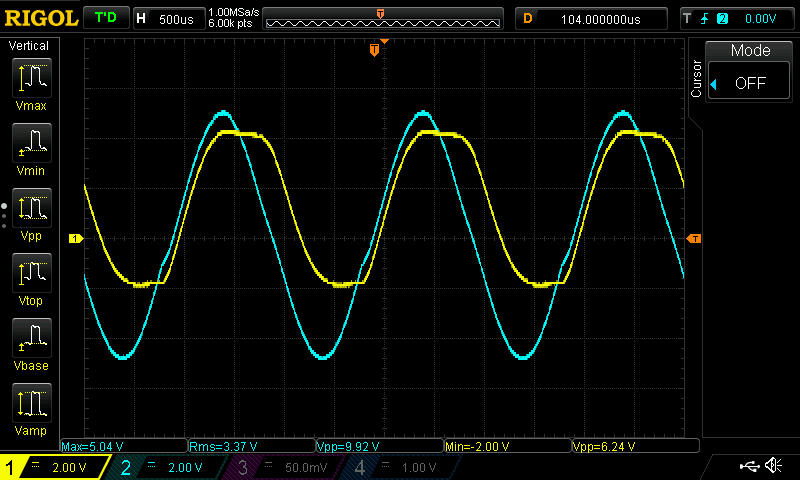 RIGOL T'D H 500us 1.00MSa/s 6.00k pts D 104.000000us T 2 0.00V
Vertical
Vmax
Vmin
Vpp
Vtop
Vbase
Vamp
T
1
T
Cursor
Mode
OFF
Max=5.04 V Rms=3.37 V Vpp=9.92 V Min=-2.00 V Vpp=6.24 V
1 = 2.00 V 2 = 2.00 V 3 = 50.0mV 4 = 1.00 V